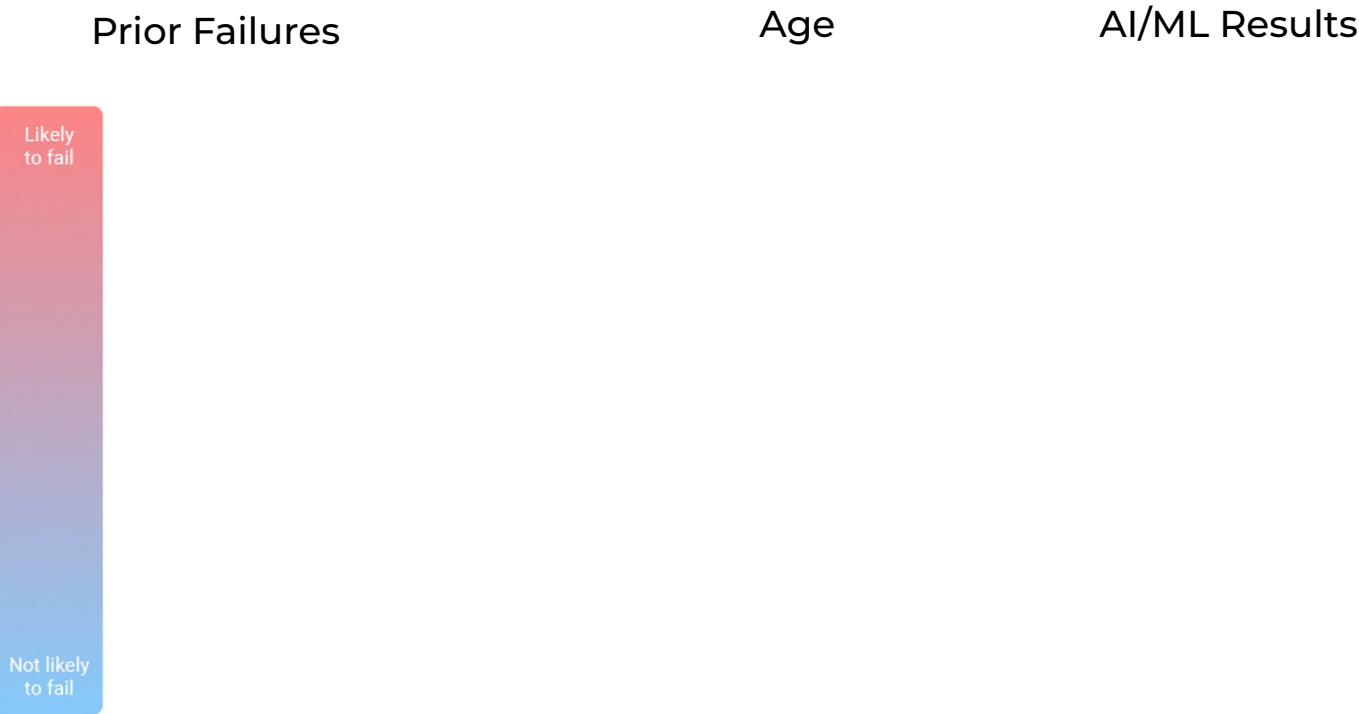 Prior Failures
Age
AI/ML Results
Likely
to fail
Not likely
to fail